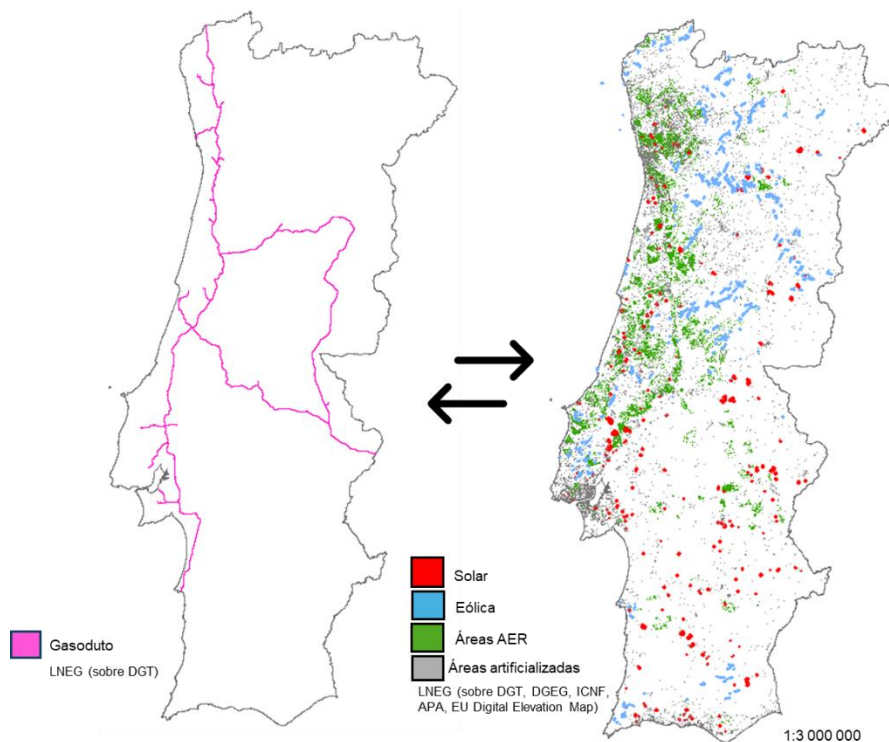 Gasoduto
LNEG (sobre DGT)
Solar
Eólica
Áreas AER
Áreas artificializadas
LNEG (sobre DGT, DGEG, ICNF,
APA, EU Digital Elevation Map)
1:3 000 000